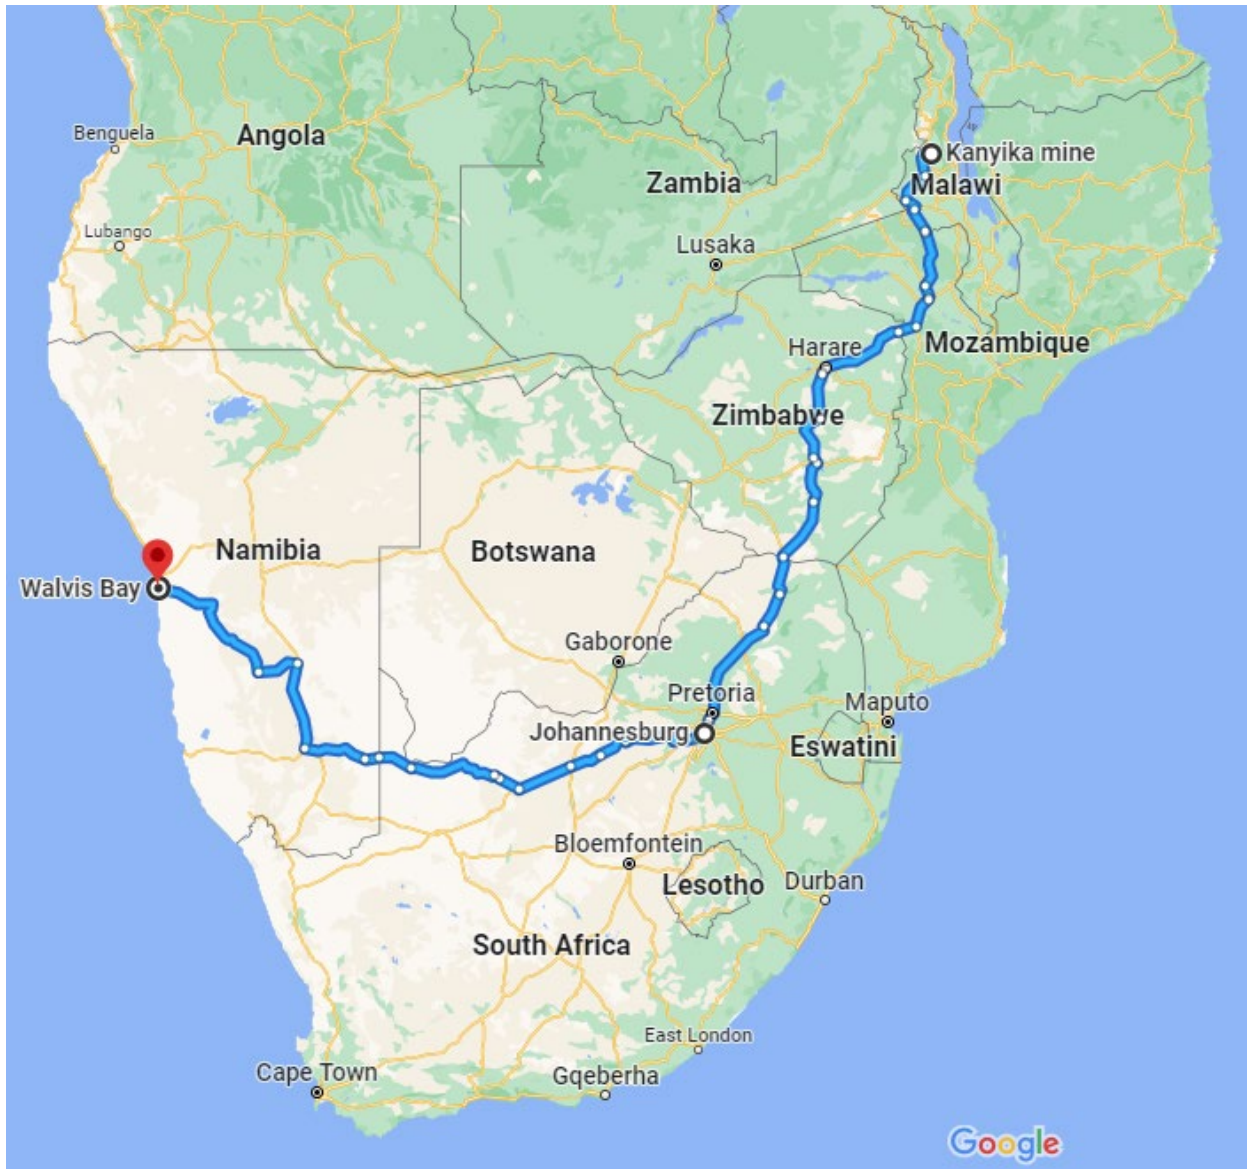 Benguela
Angola
Kanyika mine
Zambia
Malawi
Lubango
Lusaka
Harare
Mozambique
Zimbabwe
Namibia
Botswana
Walvis Bay
Gaborone
Pretoria
Maputo
Johannesburg
Eswatini
Bloemfontein
Lesotho
Durban
South Africa
East London
Cape Town
Gqeberha
Google